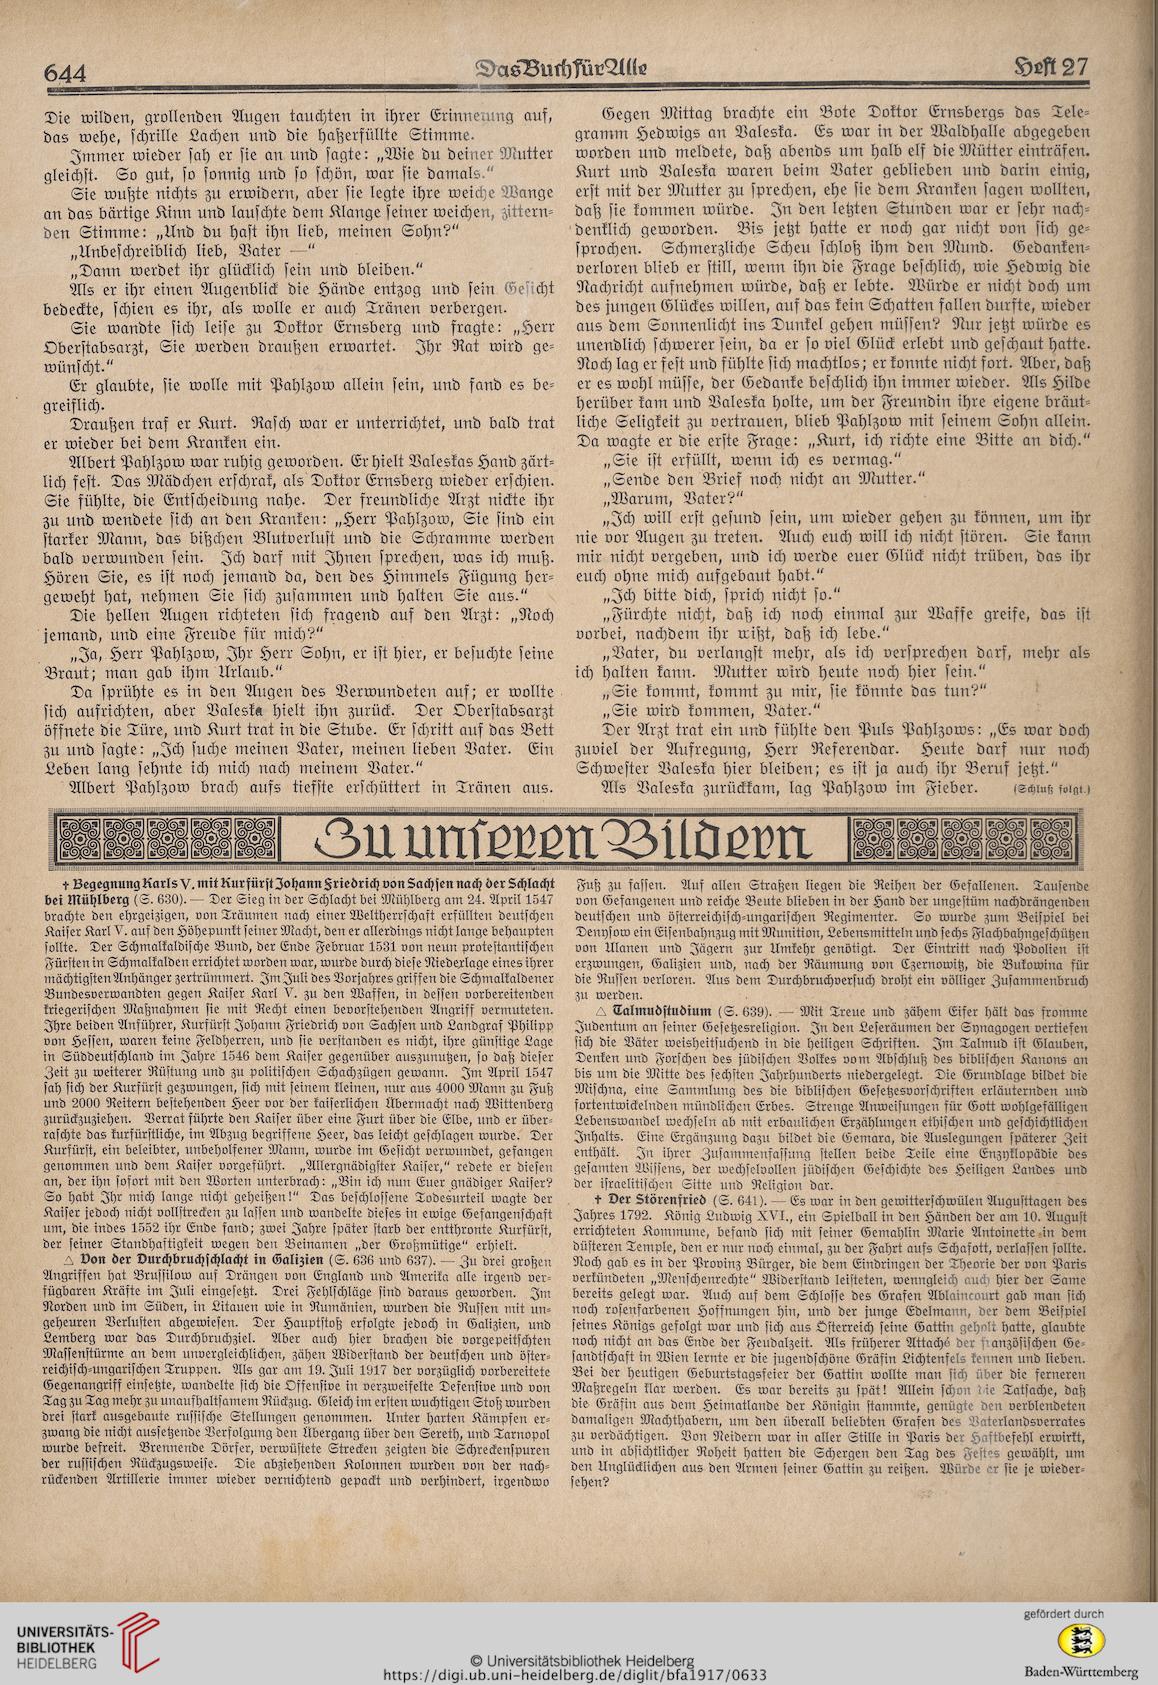 644
Das Buch für Alle
Heft 27
Die wilden, grollenden Augen tauchten in ihrer Erinnerung auf,
das wehe, schrille Lachen und die haßerfüllte Stimme.
Immer wieder sah er sie an und sagte: „Wie du deiner Mutter
gleichst. So gut, so sonnig und so schön, war sie damals.“
Sie wußte nichts zu erwidern, aber sie legte ihre weiche Wange
an das bärtige Kinn und lauschte dem Klange seiner weichen, zittern-
den Stimme: „Und du hast ihn lieb, meinen Sohn?“
„Unbeschreiblich lieb, Vater —“
„Dann werdet ihr glücklich sein und bleiben.“
Als er ihr einen Augenblick die Hände entzog und sein Gesicht
bedeckte, schien es ihr, als wolle er auch Tränen verbergen.
Sie wandte sich leise zu Doktor Ernsberg und fragte: „Herr
Oberstabsarzt, Sie werden draußen erwartet. Ihr Rat wird ge-
wünscht.“
Er glaubte, sie wolle mit Pahlzow allein sein, und fand es be-
greiflich.
Draußen traf er Kurt. Rasch war er unterrichtet, und bald trat
er wieder bei dem Kranken ein.
Albert Pahlzow war ruhig geworden. Er hielt Valeskas Hand zärt-
lich fest. Das Mädchen erschrak, als Doktor Ernsberg wieder erschien.
Sie fühlte, die Entscheidung nahe. Der freundliche Arzt nickte ihr
zu und wendete sich an den Kranken: „Herr Pahlzow, Sie sind ein
starker Mann, das bißchen Blutverlust und die Schramme werden
bald verwunden sein. Ich darf mit Ihnen sprechen, was ich muß.
Hören Sie, es ist noch jemand da, den des Himmels Fügung her-
geweht hat, nehmen Sie sich zusammen und halten Sie aus.“
Die hellen Augen richteten sich fragend auf den Arzt: „Noch
jemand, und eine Freude für mich?“
„Ja, Herr Pahlzow, Ihr Herr Sohn, er ist hier, er besuchte seine
Braut; man gab ihm Urlaub.“
Da sprühte es in den Augen des Verwundeten auf; er wollte
sich aufrichten, aber Valeska hielt ihn zurück. Der Oberstabsarzt
öffnete die Türe, und Kurt trat in die Stube. Er schritt auf das Bett
zu und sagte: „Ich suche meinen Vater, meinen lieben Vater. Ein
Leben lang sehnte ich mich nach meinem Vater.“
Albert Pahlzow brach aufs tiefste erschüttert in Tränen aus.
Gegen Mittag brachte ein Bote Doktor Ernsbergs das Tele-
gramm Hedwigs an Valeska. Es war in der Waldhalle abgegeben
worden und meldete, daß abends um halb elf die Mütter einträfen.
Kurt und Valeska waren beim Vater geblieben und darin einig,
erst mit der Mutter zu sprechen, ehe sie dem Kranken sagen wollten,
daß sie kommen würde. In den letzten Stunden war er sehr nach-
denklich geworden. Bis jetzt hatte er noch gar nicht von sich ge-
sprochen. Schmerzliche Scheu schloß ihm den Mund. Gedanken-
verloren blieb er still, wenn ihn die Frage beschlich, wie Hedwig die
Nachricht aufnehmen würde, daß er lebte. Würde er nicht doch um
des jungen Glückes willen, auf das kein Schatten fallen durfte, wieder
aus dem Sonnenlicht ins Dunkel gehen müssen? Nur jetzt würde es
unendlich schwerer sein, da er so viel Glück erlebt und geschaut hatte.
Noch lag er fest und fühlte sich machtlos; er konnte nicht fort. Aber, daß
er es wohl müsse, der Gedanke beschlich ihn immer wieder. Als Hilde
herüber kam und Valeska holte, um der Freundin ihre eigene bräut-
liche Seligkeit zu vertrauen, blieb Pahlzow mit seinem Sohn allein.
Da wagte er die erste Frage: „Kurt, ich richte eine Bitte an dich.“
„Sie ist erfüllt, wenn ich es vermag.“
„Sende den Brief noch nicht an Mutter.“
„Warum, Vater?“
„Ich will erst gesund sein, um wieder gehen zu können, um ihr
nie vor Augen zu treten. Auch euch will ich nicht stören. Sie kann
mir nicht vergeben, und ich werde euer Glück nicht trüben, das ihr
euch ohne mich aufgebaut habt.“
„Ich bitte dich, sprich nicht so.“
„Fürchte nicht, daß ich noch einmal zur Waffe greife, das ist
vorbei, nachdem ihr wißt, daß ich lebe.“
„Vater, du verlangst mehr, als ich versprechen darf, mehr als
ich halten kann. Mutter wird heute noch hier sein.“
„Sie kommt, kommt zu mir, sie könnte das tun?“
„Sie wird kommen, Vater.“
Der Arzt trat ein und fühlte den Puls Pahlzows: „Es war doch
zuviel der Aufregung, Herr Referendar. Heute darf nur noch
Schwester Valeska hier bleiben; es ist ja auch ihr Beruf jetzt.“
Als Valeska zurückkam, lag Pahlzow im Fieber. (Schluß folgt.)
Zu unseren Bildern
† Begegnung Karls V. mit Kurfürst Johann Friedrich von Sachsen nach der Schlacht
bei Mühlberg (S. 630). — Der Sieg in der Schlacht bei Mühlberg am 24. April 1547
brachte den ehrgeizigen, von Träumen nach einer Weltherrschaft erfüllten deutschen
Kaiser Karl V. auf den Höhepunkt seiner Macht, den er allerdings nicht lange behaupten
sollte. Der Schmalkaldische Bund, der Ende Februar 1531 von neun protestantischen
Fürsten in Schmalkalden errichtet worden war, wurde durch diese Niederlage eines ihrer
mächtigsten Anhänger zertrümmert. Im Juli des Vorjahres griffen die Schmalkaldener
Bundesverwandten gegen Kaiser Karl V. zu den Waffen, in dessen vorbereitenden
kriegerischen Maßnahmen sie mit Recht einen bevorstehenden Angriff vermuteten.
Ihre beiden Anführer, Kurfürst Johann Friedrich von Sachsen und Landgraf Philipp
von Hessen, waren keine Feldherren, und sie verstanden es nicht, ihre günstige Lage
in Süddeutschland im Jahre 1546 dem Kaiser gegenüber auszunutzen, so daß dieser
Zeit zu weiterer Rüstung und zu politischen Schachzügen gewann. Im April 1547
sah sich der Kurfürst gezwungen, sich mit seinem kleinen, nur aus 4000 Mann zu Fuß
und 2000 Reitern bestehenden Heer vor der kaiserlichen Übermacht nach Wittenberg
zurückzuziehen. Verrat führte den Kaiser über eine Furt über die Elbe, und er über-
raschte das kurfürstliche, im Abzug begriffene Heer, das leicht geschlagen wurde. Der
Kurfürst, ein beleibter, unbeholfener Mann, wurde im Gesicht verwundet, gefangen
genommen und dem Kaiser vorgeführt. „Allergnädigster Kaiser,“ redete er diesen
an, der ihn sofort mit den Worten unterbrach: „Bin ich nun Euer gnädiger Kaiser?
So habt Ihr mich lange nicht geheißen!“ Das beschlossene Todesurteil wagte der
Kaiser jedoch nicht vollstrecken zu lassen und wandelte dieses in ewige Gefangenschaft
um, die indes 1552 ihr Ende fand; zwei Jahre später starb der entthronte Kurfürst,
der seiner Standhaftigkeit wegen den Beinamen „der Großmütige“ erhielt.
△ Von der Durchbruchschlacht in Galizien (S. 636 und 637). — Zu drei großen
Angriffen hat Brussilow auf Drängen von England und Amerika alle irgend ver-
fügbaren Kräfte im Juli eingesetzt. Drei Fehlschläge sind daraus geworden. Im
Norden und im Süden, in Litauen wie in Rumänien, wurden die Russen mit un-
geheuren Verlusten abgewiesen. Der Hauptstoß erfolgte jedoch in Galizien, und
Lemberg war das Durchbruchziel. Aber auch hier brachen die vorgepeitschten
Massenstürme an dem unvergleichlichen, zähen Widerstand der deutschen und öster-
reichisch-ungarischen Truppen. Als gar am 19. Juli 1917 der vorzüglich vorbereitete
Gegenangriff einsetzte, wandelte sich die Offensive in verzweifelte Defensive und von
Tag zu Tag mehr zu unaufhaltsamem Rückzug. Gleich im ersten wuchtigen Stoß wurden
drei stark ausgebaute russische Stellungen genommen. Unter harten Kämpfen er-
zwang die nicht aussetzende Verfolgung den Übergang über den Sereth, und Tarnopol
wurde befreit. Brennende Dörfer, verwüstete Strecken zeigten die Schreckenspuren
der russischen Rückzugsweise. Die abziehenden Kolonnen wurden von der nach-
rückenden Artillerie immer wieder vernichtend gepackt und verhindert, irgendwo
Fuß zu fassen. Auf allen Straßen liegen die Reihen der Gefallenen. Tausende
von Gefangenen und reiche Beute blieben in der Hand der ungestüm nachdrängenden
deutschen und österreichisch-ungarischen Regimenter. So wurde zum Beispiel bei
Denysow ein Eisenbahnzug mit Munition, Lebensmitteln und sechs Flachbahngeschützen
von Ulanen und Jägern zur Umkehr genötigt. Der Eintritt nach Podolien ist
erzwungen, Galizien und, nach der Räumung von Czernowitz, die Bukowina für
die Russen verloren. Aus dem Durchbruchversuch droht ein völliger Zusammenbruch
zu werden.
△ Talmudstudium (S. 639). — Mit Treue und zähem Eifer hält das fromme
Judentum an seiner Gesetzesreligion. In den Leseräumen der Synagogen vertiefen
sich die Väter weisheitsuchend in die heiligen Schriften. Im Talmud ist Glauben,
Denken und Forschen des jüdischen Volkes vom Abschluß des biblischen Kanons an
bis um die Mitte des sechsten Jahrhunderts niedergelegt. Die Grundlage bildet die
Mischna, eine Sammlung des die biblischen Gesetzesvorschriften erläuternden und
fortentwickelnden mündlichen Erbes. Strenge Anweisungen für Gott wohlgefälligen
Lebenswandel wechseln ab mit erbaulichen Erzählungen ethischen und geschichtlichen
Inhalts. Eine Ergänzung dazu bildet die Gemara, die Auslegungen späterer Zeit
enthält. In ihrer Zusammenfassung stellen beide Teile eine Enzyklopädie des
gesamten Wissens, der wechselvollen jüdischen Geschichte des Heiligen Landes und
der israelitischen Sitte und Religion dar.
† Der Störenfried (S. 641). — Es war in den gewitterschwülen Augusttagen des
Jahres 1792. König Ludwig XVI., ein Spielball in den Händen der am 10. August
errichteten Kommune, befand sich mit seiner Gemahlin Marie Antoinette in dem
düsteren Temple, den er nur noch einmal, zu der Fahrt aufs Schafott, verlassen sollte.
Noch gab es in der Provinz Bürger, die dem Eindringen der Theorie der von Paris
verkündeten „Menschenrechte“ Widerstand leisteten, wenngleich auch hier der Same
bereits gelegt war. Auch auf dem Schlosse des Grafen Ablaincourt gab man sich
noch rosenfarbenen Hoffnungen hin, und der junge Edelmann, der dem Beispiel
seines Königs gefolgt war und sich aus Österreich seine Gattin geholt hatte, glaubte
noch nicht an das Ende der Feudalzeit. Als früherer Attaché der französischen Ge-
sandtschaft in Wien lernte er die jugendschöne Gräfin Lichtenfels kennen und lieben.
Bei der heutigen Geburtstagsfeier der Gattin wollte man sich über die ferneren
Maßregeln klar werden. Es war bereits zu spät! Allein schon die Tatsache, daß
die Gräfin aus dem Heimatlande der Königin stammte, genügte den verblendeten
damaligen Machthabern, um den überall beliebten Grafen des Vaterlandsverrates
zu verdächtigen. Von Neidern war in aller Stille in Paris der Haftbefehl erwirkt,
und in absichtlicher Roheit hatten die Schergen den Tag des Festes gewählt, um
den Unglücklichen aus den Armen seiner Gattin zu reißen. Würde er sie je wieder-
sehen?
UNIVERSITÄTS-
BIBLIOTHEK
HEIDELBERG
© Universitätsbibliothek Heidelberg
https://digi.ub.uni-heidelberg.de/diglit/bfa1917/0633
gefördert durch
Baden-Württemberg